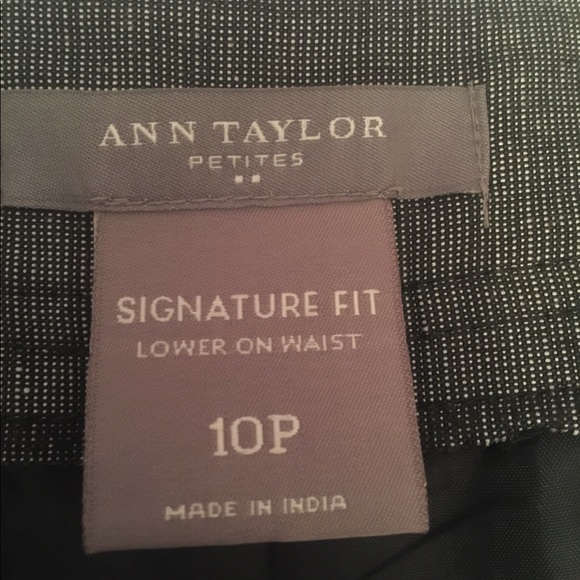 ANN TAYLOR
PETITES
SIGNATURE FIT
LOWER ON WAIST
10P
MADE IN INDIA